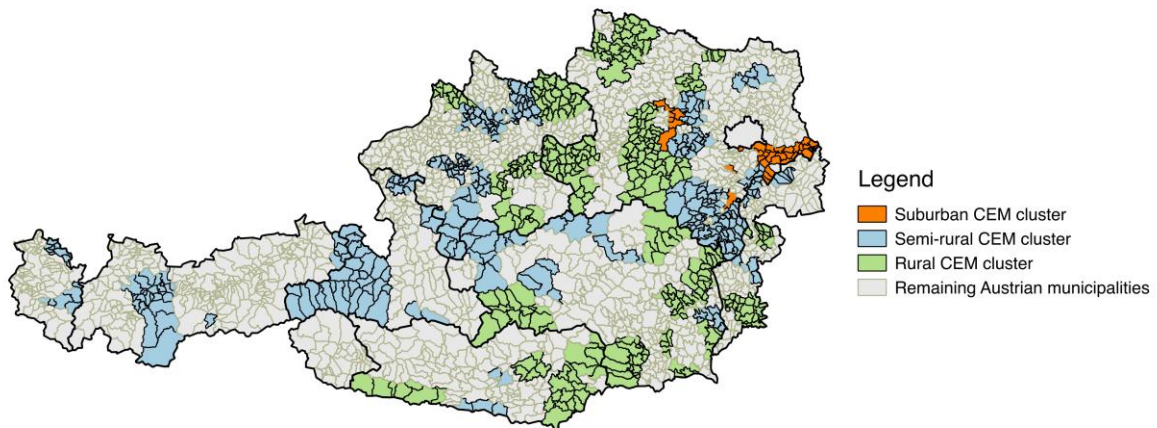 Legend
Suburban CEM cluster
Semi-rural CEM cluster
Rural CEM cluster
Remaining Austrian municipalities